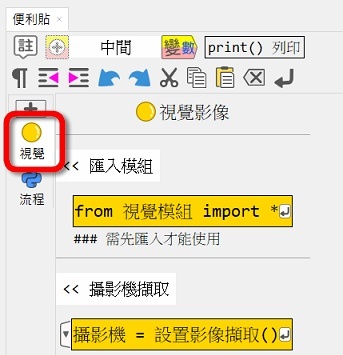 便利貼
註 中間 變數 print() 列印
視覺影像
視覺
流程
<< 匯入模組
from 視覺模組 import *
### 需先匯入才能使用
<< 攝影機擷取
攝影機 = 設置影像擷取()